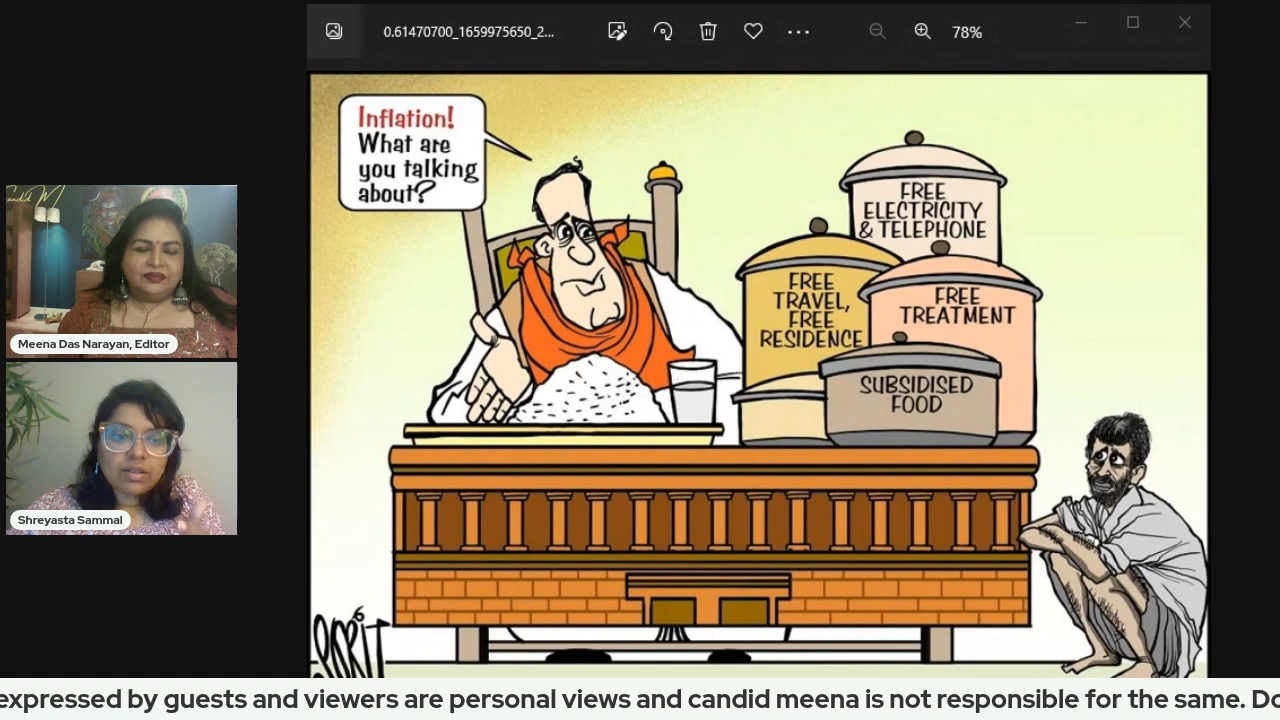 0.61470700_1659975650_2...
78%
Inflation!
What are
you talking
about?
FREE
ELECTRICITY
& TELEPHONE
FREE
TRAVEL,
FREE
RESIDENCE
FREE
TREATMENT
SUBSIDISED
FOOD
Meena Das Narayan, Editor
Shreyasta Sammal
expressed by guests and viewers are personal views and candid meena is not responsible for the same. Do